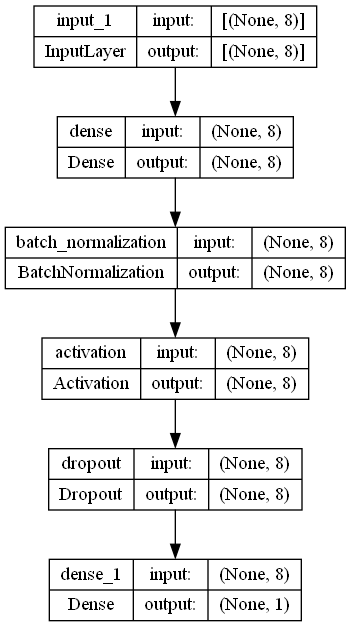 input_1 input: [(None, 8)]
InputLayer output: [(None, 8)]
dense input: (None, 8)
Dense output: (None, 8)
batch_normalization input: (None, 8)
BatchNormalization output: (None, 8)
activation input: (None, 8)
Activation output: (None, 8)
dropout input: (None, 8)
Dropout output: (None, 8)
dense_1 input: (None, 8)
Dense output: (None, 1)